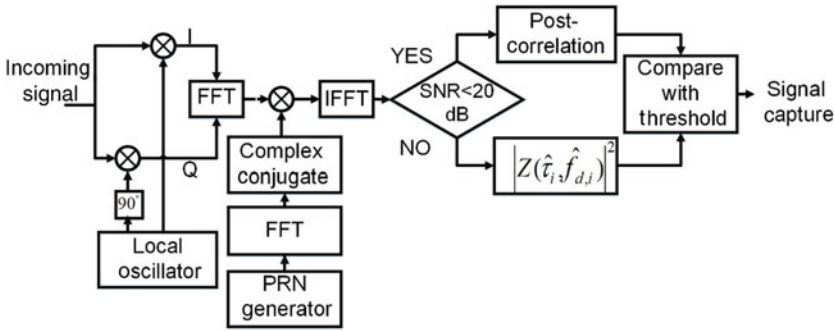 Incoming
signal
I
Q
90°
Local
oscillator
FFT
IFFT
Complex
conjugate
FFT
PRN
generator
YES
SNR<20
dB
NO
Post-
correlation
|Z(τ̂ᵢ,f̂_{d,i})|²
Compare
with
threshold
Signal
capture